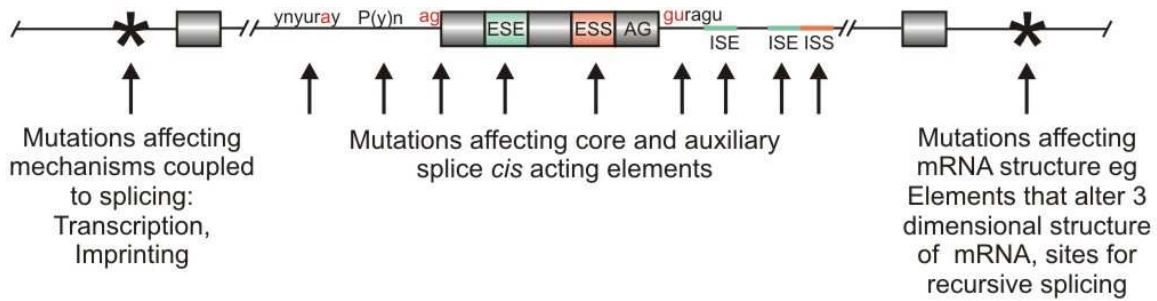 ynyuray P(y)n ag guragu
ESE ESS AG
ISE ISE ISS
Mutations affecting
mechanisms coupled
to splicing:
Transcription,
Imprinting
Mutations affecting core and auxiliary
splice cis acting elements
Mutations affecting
mRNA structure eg
Elements that alter 3
dimensional structure
of mRNA, sites for
recursive splicing